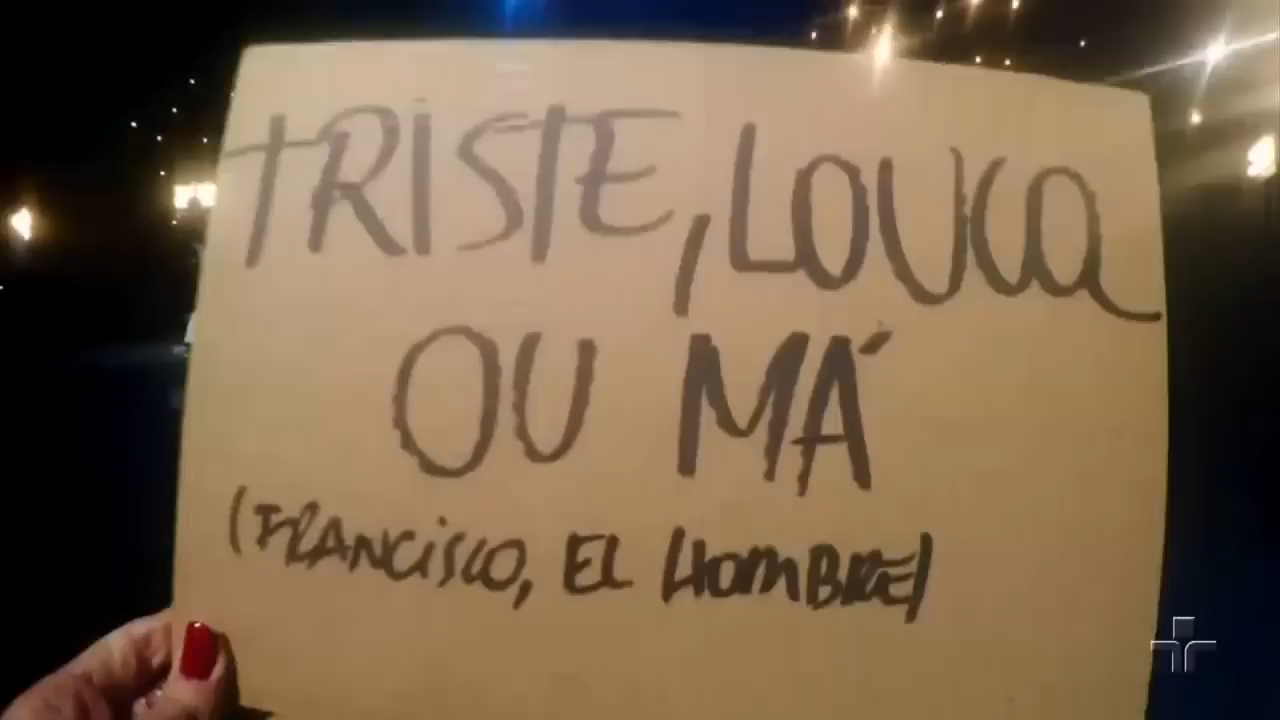 TRISTE, LOUCA
OU MÁ
(FRANCISCO, EL HOMBRE)